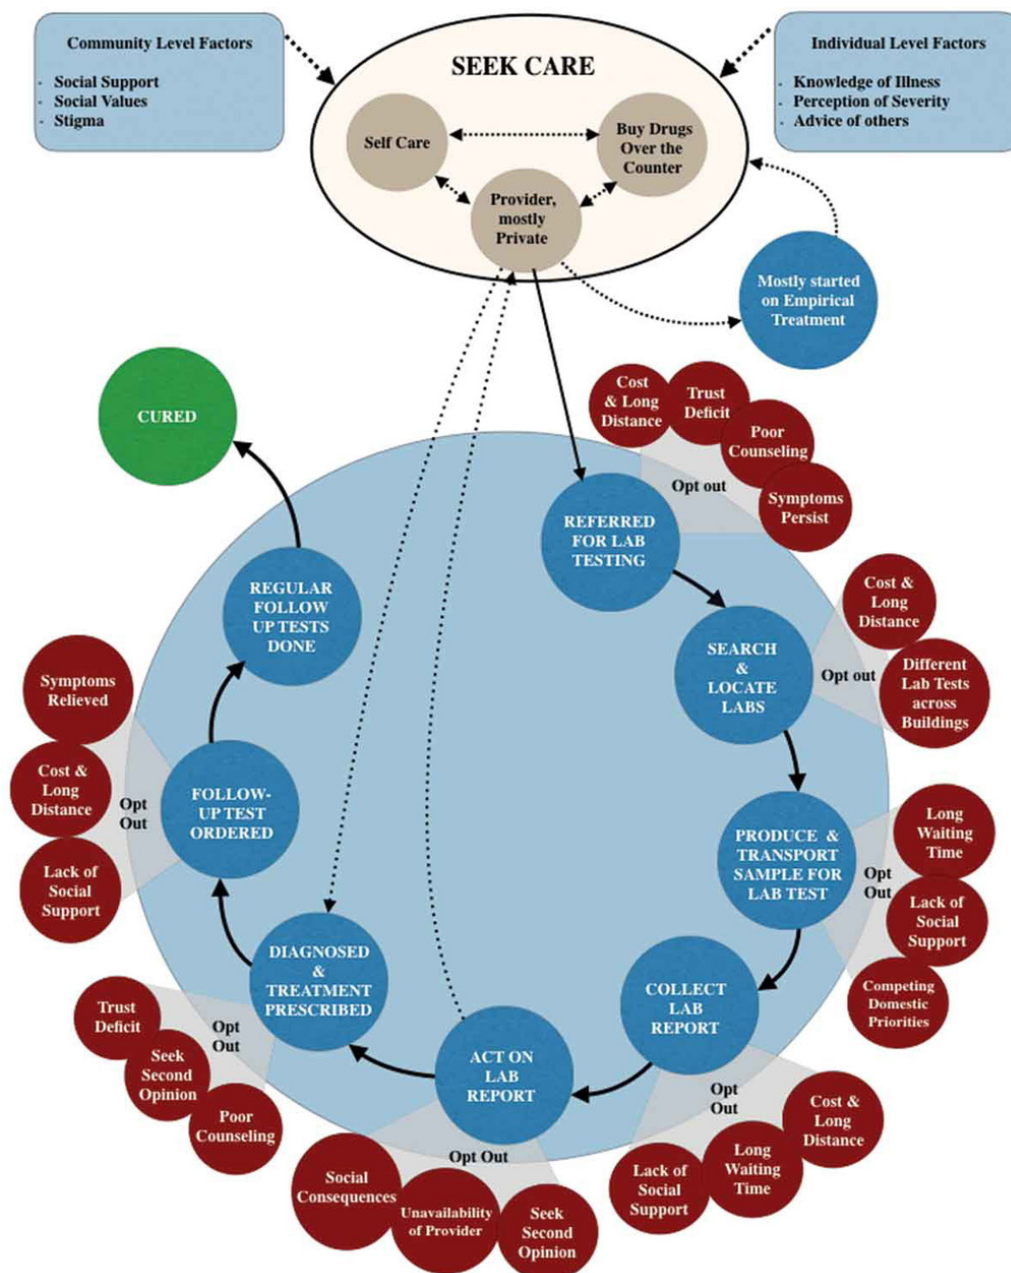 Community Level Factors
- Social Support
- Social Values
- Stigma
SEEK CARE
Self Care
Buy Drugs
Over the
Counter
Provider,
mostly
Private
Individual Level Factors
- Knowledge of Illness
- Perception of Severity
- Advice of others
Mostly started
on Empirical
Treatment
CURED
REFERRED
FOR LAB
TESTING
Opt out
Cost
& Long
Distance
Trust
Deficit
Poor
Counseling
Symptoms
Persist
SEARCH
&
LOCATE
LABS
Opt out
Cost &
Long
Distance
Different
Lab Tests
across
Buildings
PRODUCE &
TRANSPORT
SAMPLE FOR
LAB TEST
Opt
Out
Long
Waiting
Time
Lack of
Social
Support
Competing
Domestic
Priorities
COLLECT
LAB
REPORT
Opt
Out
Cost &
Long
Distance
Long
Waiting
Time
Lack of
Social
Support
ACT ON
LAB
REPORT
Opt Out
Seek
Second
Opinion
Unavailability
of Provider
Social
Consequences
DIAGNOSED
&
TREATMENT
PRESCRIBED
Opt
Out
Trust
Deficit
Seek
Second
Opinion
Poor
Counseling
FOLLOW-
UP TEST
ORDERED
Opt
Out
Symptoms
Relieved
Cost &
Long
Distance
Lack of
Social
Support
REGULAR
FOLLOW
UP TESTS
DONE